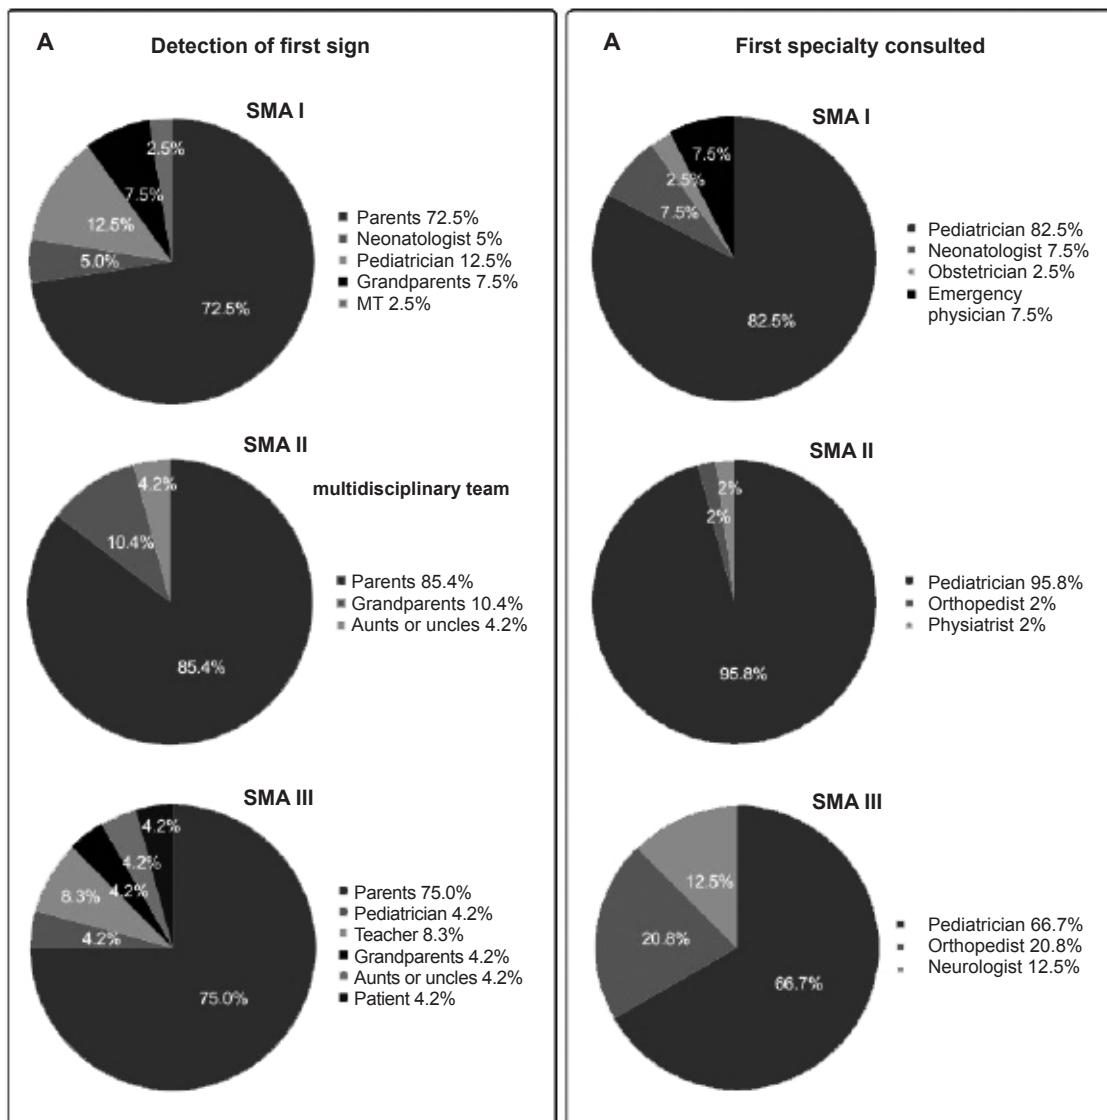 A
Detection of first sign
SMA I
2.5%
7.5%
12.5%
5.0%
72.5%
Parents 72.5%
Neonatologist 5%
Pediatrician 12.5%
Grandparents 7.5%
MT 2.5%
SMA II
multidisciplinary team
4.2%
10.4%
85.4%
Parents 85.4%
Grandparents 10.4%
Aunts or uncles 4.2%
SMA III
4.2%
4.2%
4.2%
8.3%
4.2%
75.0%
Parents 75.0%
Pediatrician 4.2%
Teacher 8.3%
Grandparents 4.2%
Aunts or uncles 4.2%
Patient 4.2%
A
First specialty consulted
SMA I
7.5%
2.5%
7.5%
82.5%
Pediatrician 82.5%
Neonatologist 7.5%
Obstetrician 2.5%
Emergency
physician 7.5%
SMA II
2%
2%
95.8%
Pediatrician 95.8%
Orthopedist 2%
Physiatrist 2%
SMA III
12.5%
20.8%
66.7%
Pediatrician 66.7%
Orthopedist 20.8%
Neurologist 12.5%